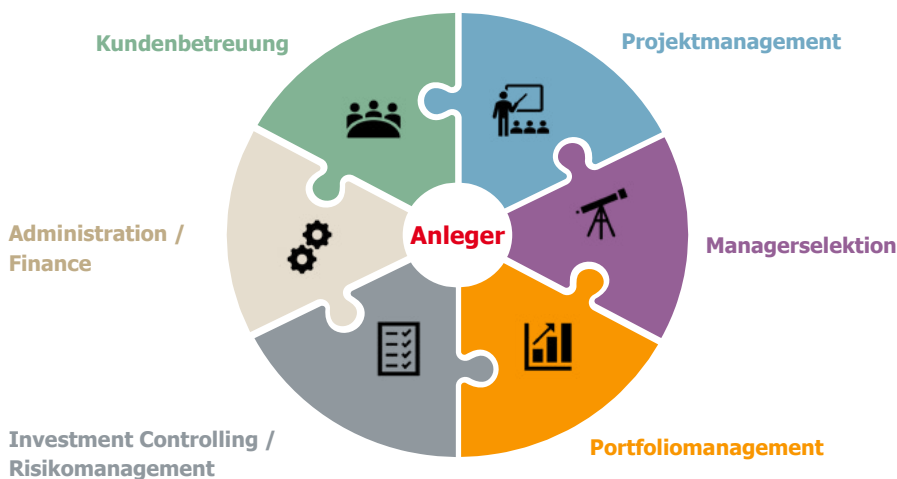 Kundenbetreuung
Projektmanagement
Anleger
Administration /
Finance
Managerselektion
Investment Controlling /
Risikomanagement
Portfoliomanagement